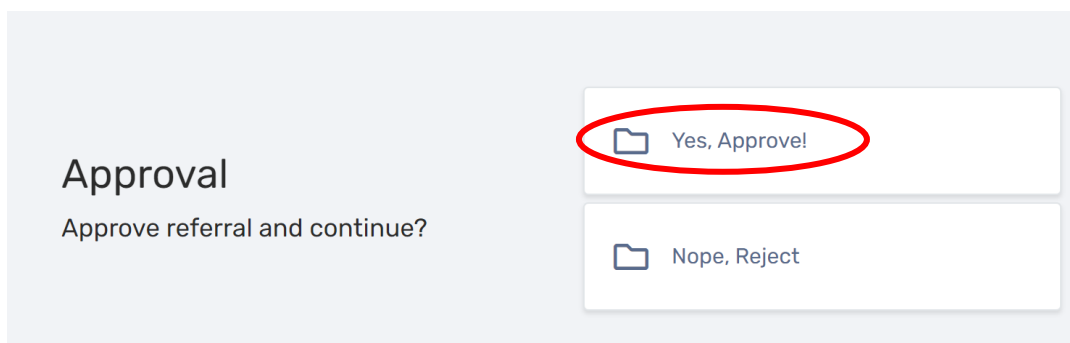 Approval
Approve referral and continue?
Yes, Approve!
Nope, Reject